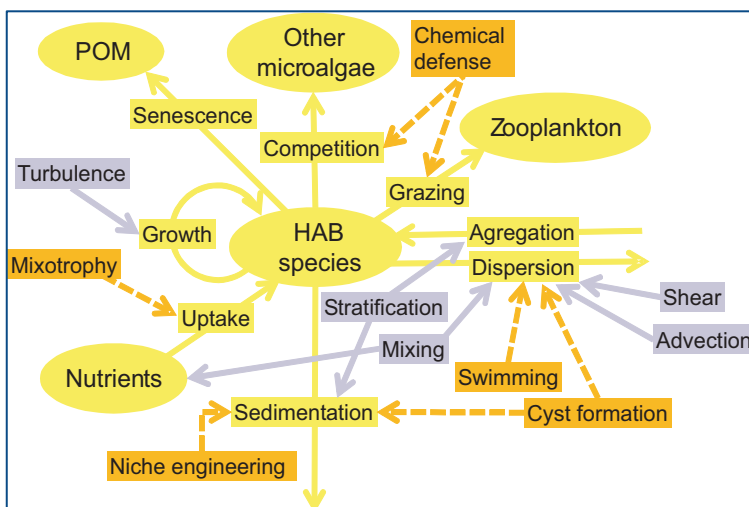 POM
Other
microalgae
Chemical
defense
Senescence
Competition
Zooplankton
Turbulence
Grazing
Growth
HAB
species
Agregation
Mixotrophy
Dispersion
Uptake
Stratification
Shear
Mixing
Advection
Nutrients
Swimming
Sedimentation
Cyst formation
Niche engineering